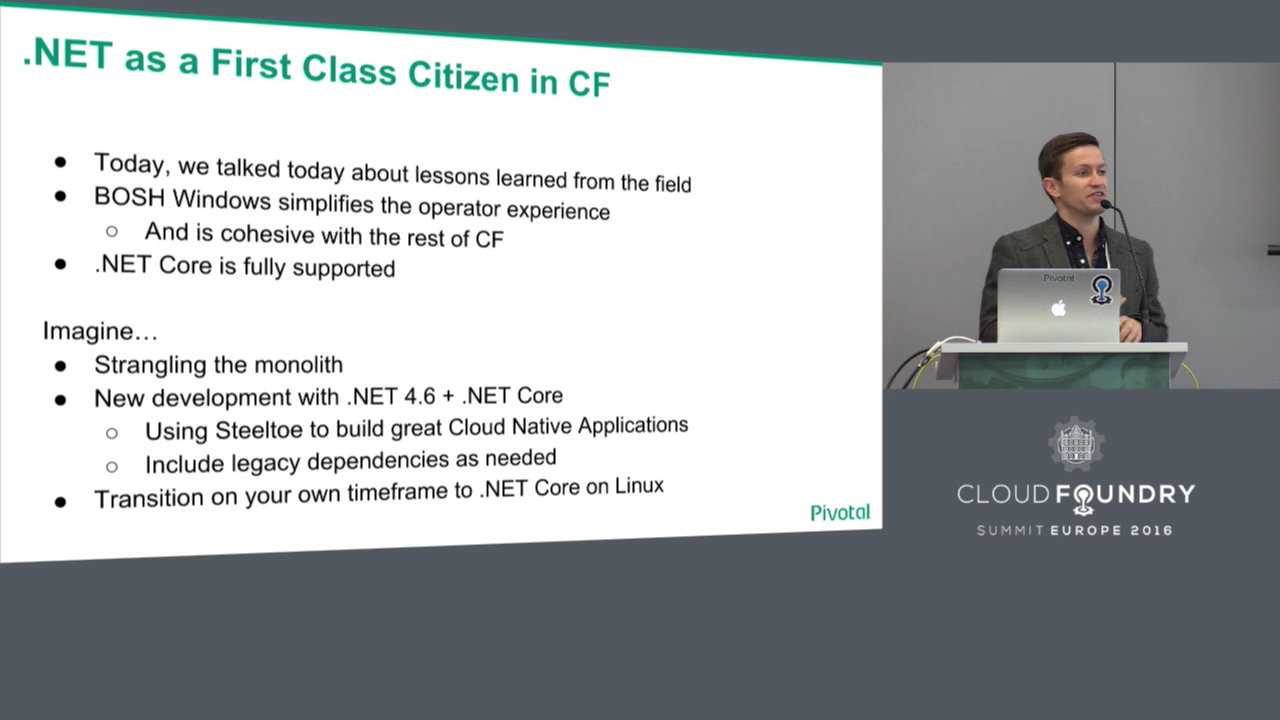 .NET as a First Class Citizen in CF
● Today, we talked today about lessons learned from the field
● BOSH Windows simplifies the operator experience
○ And is cohesive with the rest of CF
● .NET Core is fully supported
Imagine…
● Strangling the monolith
● New development with .NET 4.6 + .NET Core
○ Using Steeltoe to build great Cloud Native Applications
○ Include legacy dependencies as needed
● Transition on your own timeframe to .NET Core on Linux
Pivotal
Pivotal
CLOUD FOUNDRY
SUMMIT EUROPE 2016